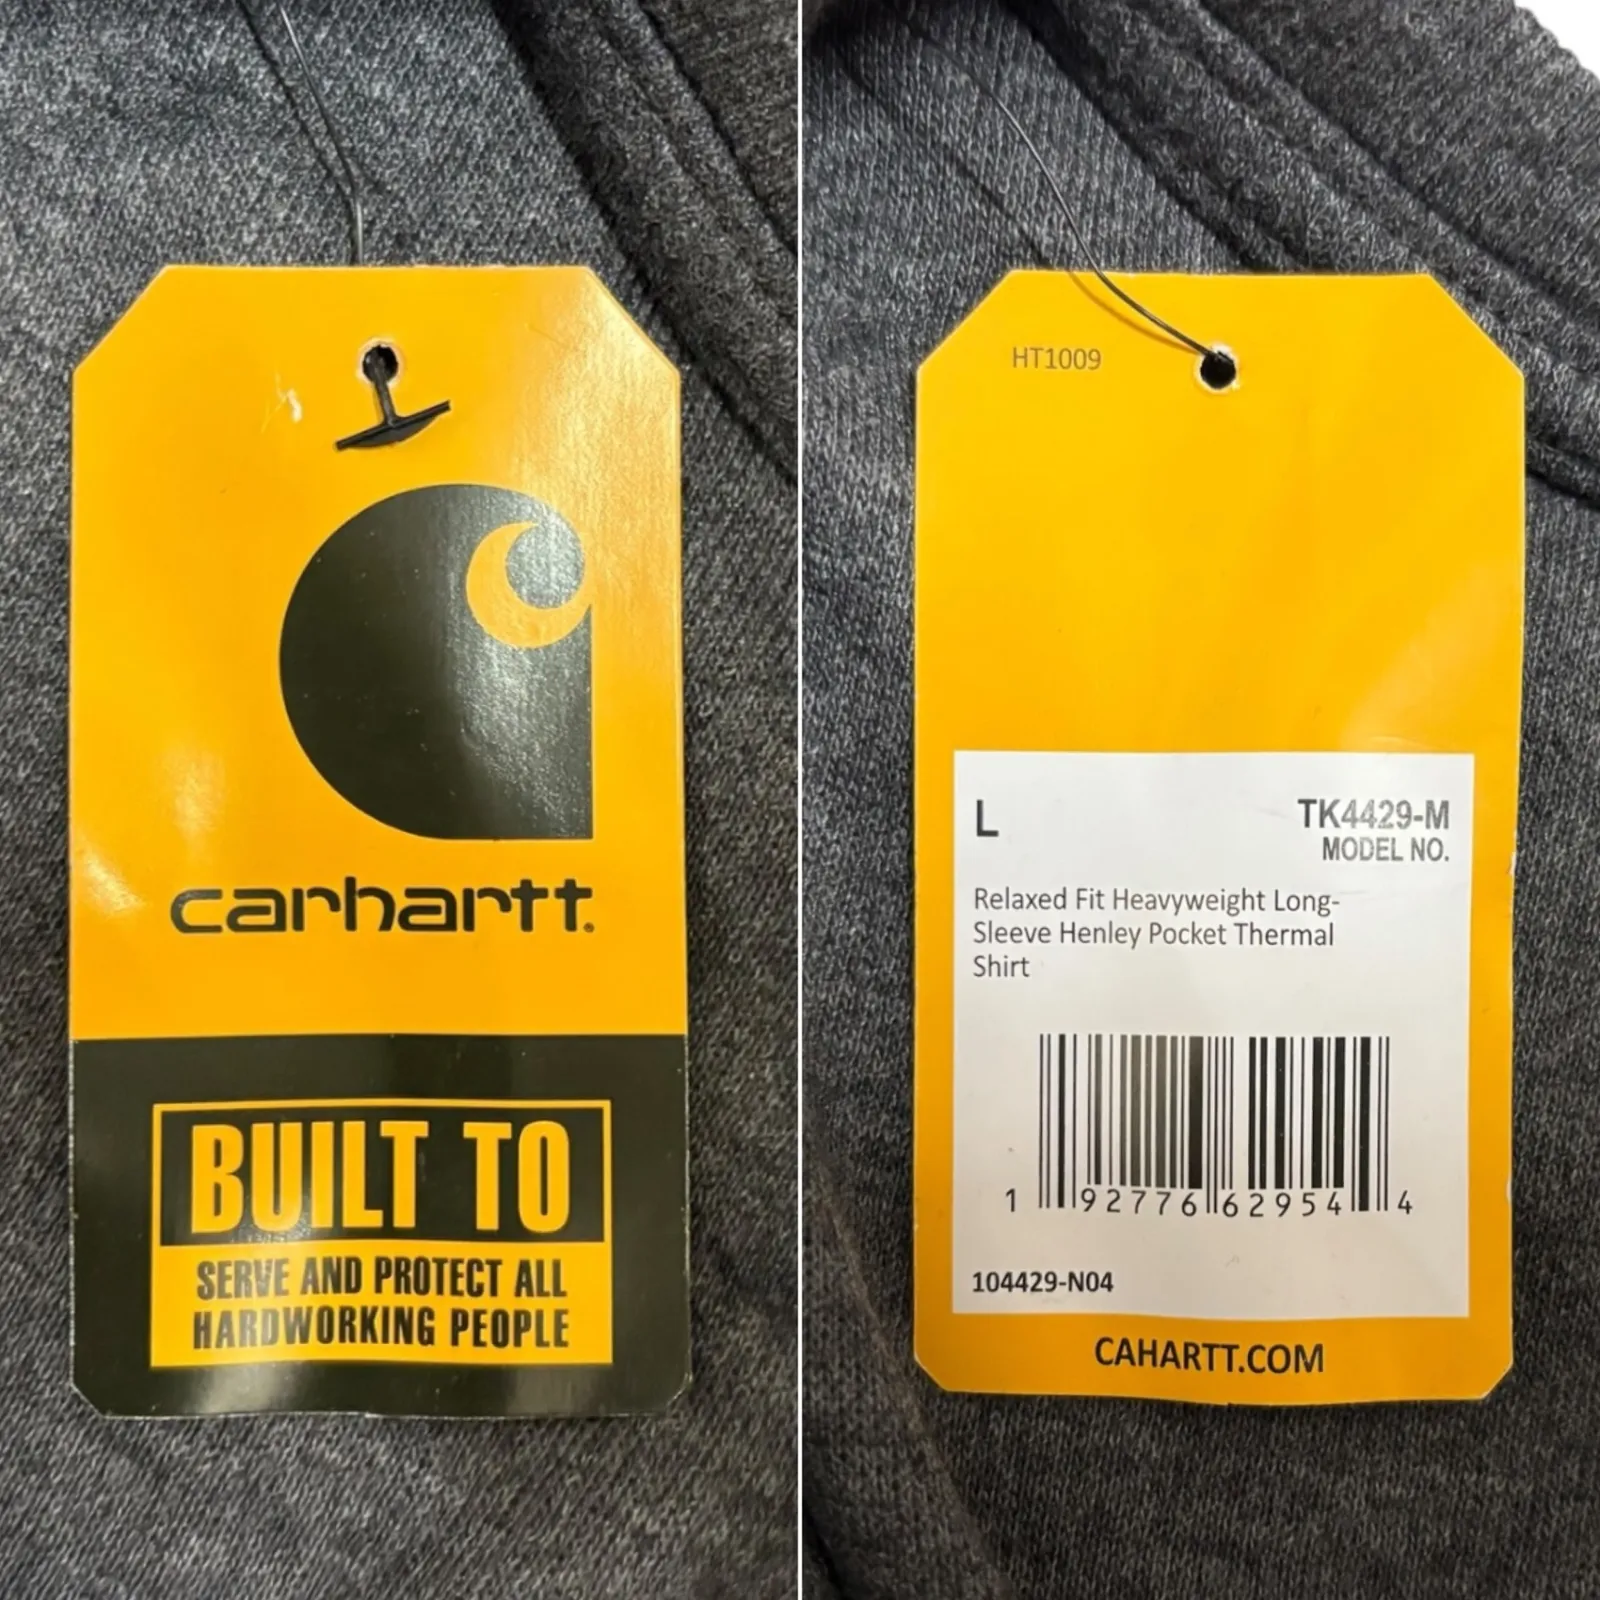 carhartt.
BUILT TO
SERVE AND PROTECT ALL
HARDWORKING PEOPLE
HT1009
L
TK4429-M
MODEL NO.
Relaxed Fit Heavyweight Long-
Sleeve Henley Pocket Thermal
Shirt
1 92776 62954 4
104429-N04
CAHARTT.COM